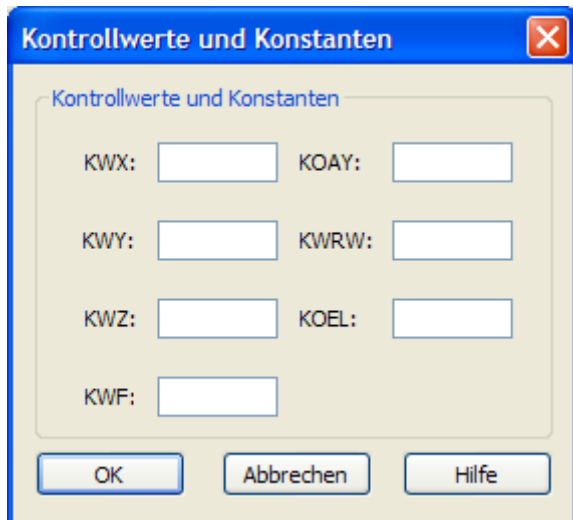 Kontrollwerte und Konstanten
Kontrollwerte und Konstanten
KWX: KOAY:
KWY: KWRW:
KWZ: KOEL:
KWF:
OK Abbrechen Hilfe